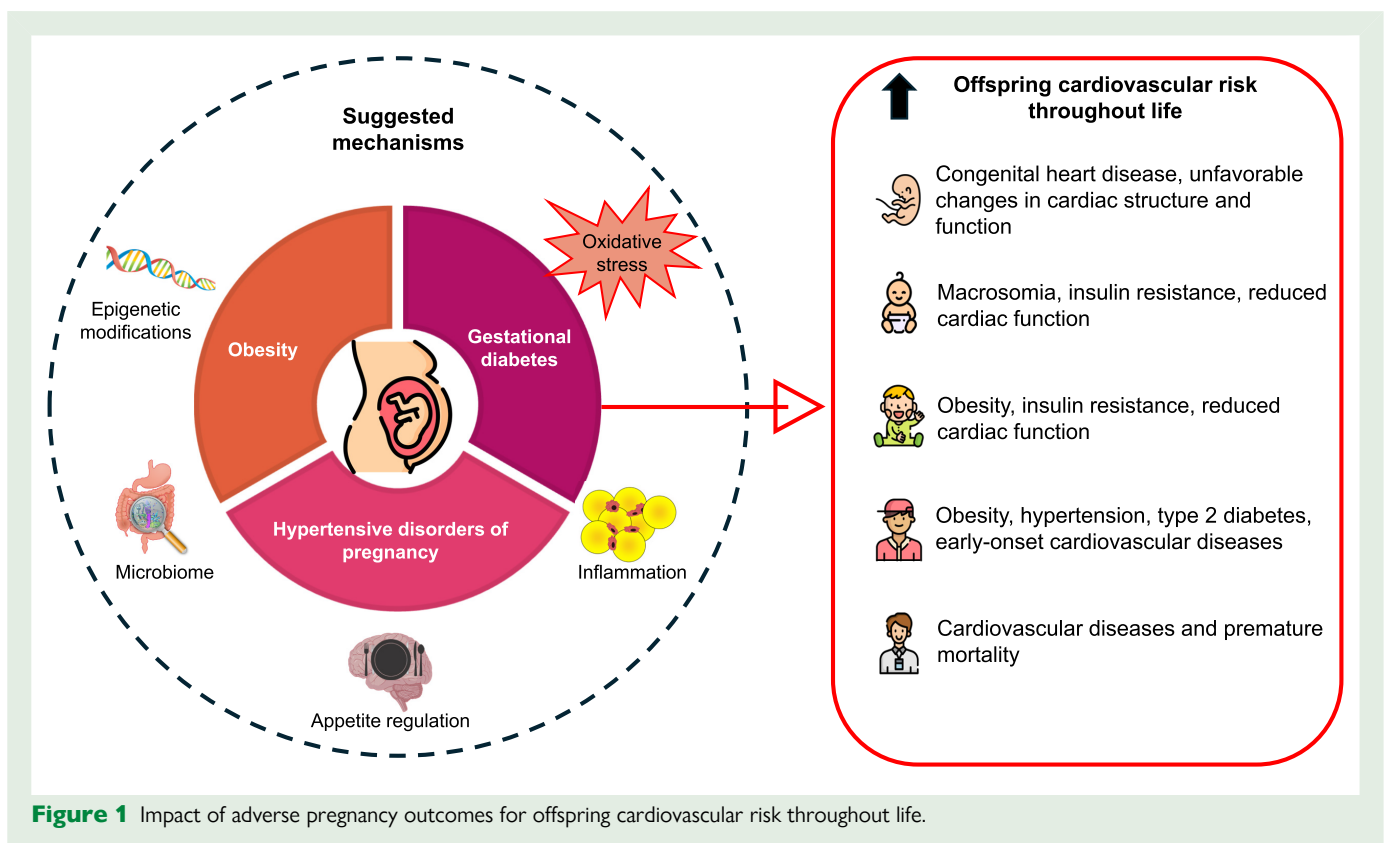 Suggested
mechanisms
Oxidative
stress
Epigenetic
modifications
Obesity
Gestational
diabetes
Hypertensive disorders of
pregnancy
Microbiome
Inflammation
Appetite regulation
Offspring cardiovascular risk
throughout life
Congenital heart disease, unfavorable
changes in cardiac structure and
function
Macrosomia, insulin resistance, reduced
cardiac function
Obesity, insulin resistance, reduced
cardiac function
Obesity, hypertension, type 2 diabetes,
early-onset cardiovascular diseases
Cardiovascular diseases and premature
mortality
Figure 1 Impact of adverse pregnancy outcomes for offspring cardiovascular risk throughout life.